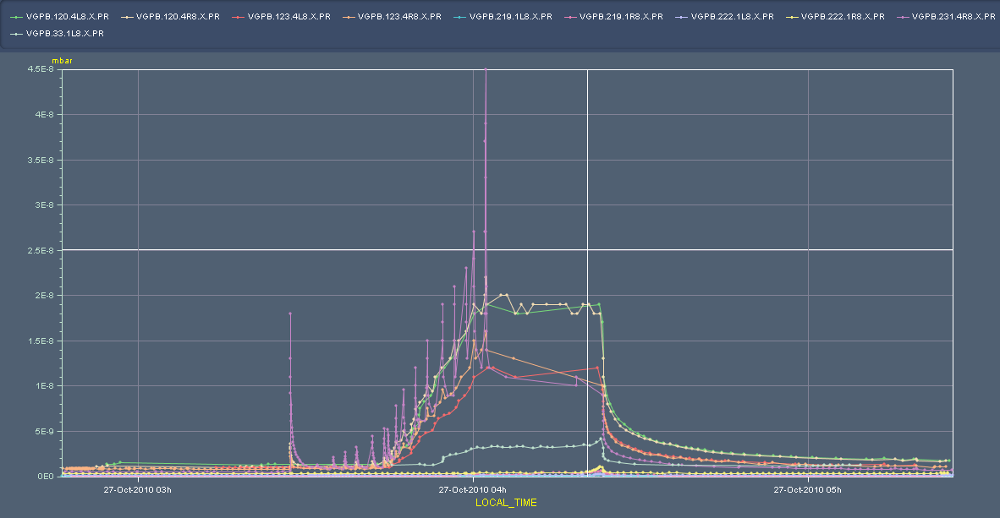 VGPB.120.4L8.X.PR VGPB.120.4R8.X.PR VGPB.123.4L8.X.PR VGPB.123.4R8.X.PR VGPB.219.1L8.X.PR VGPB.219.1R8.X.PR VGPB.222.1L8.X.PR VGPB.222.1R8.X.PR VGPB.231.4R8.X.PR
VGPB.33.1L8.X.PR
mbar
4.5E-8
4E-8
3.5E-8
3E-8
2.5E-8
2E-8
1.5E-8
1E-8
5E-9
0E0
27-Oct-2010 03h 27-Oct-2010 04h 27-Oct-2010 05h
LOCAL_TIME